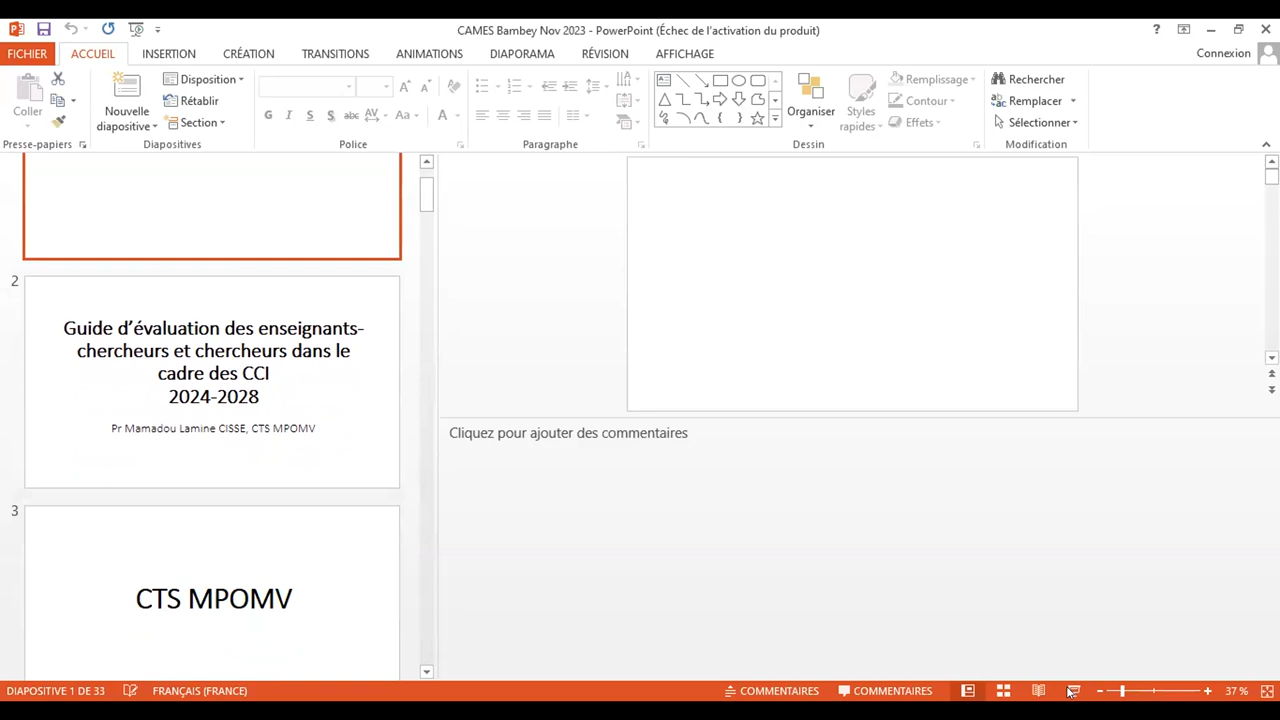 CAMES Bambey Nov 2023 - PowerPoint (Échec de l'activation du produit)
FICHIER ACCUEIL INSERTION CRÉATION TRANSITIONS ANIMATIONS DIAPORAMA RÉVISION AFFICHAGE Connexion
Coller
Nouvelle diapositive
Disposition
Rétablir
Section
G I S S abc AV Aa A
Organiser
Styles rapides
Remplissage
Contour
Effets
Rechercher
Remplacer
Sélectionner
Presse-papiers Diapositives Police Paragraphe Dessin Modification
2
Guide d'évaluation des enseignants-
chercheurs et chercheurs dans le
cadre des CCI
2024-2028
Pr Mamadou Lamine CISSE, CTS MPOMV
3
CTS MPOMV
Cliquez pour ajouter des commentaires
DIAPOSITIVE 1 DE 33 FRANÇAIS (FRANCE) COMMENTAIRES COMMENTAIRES 37 %